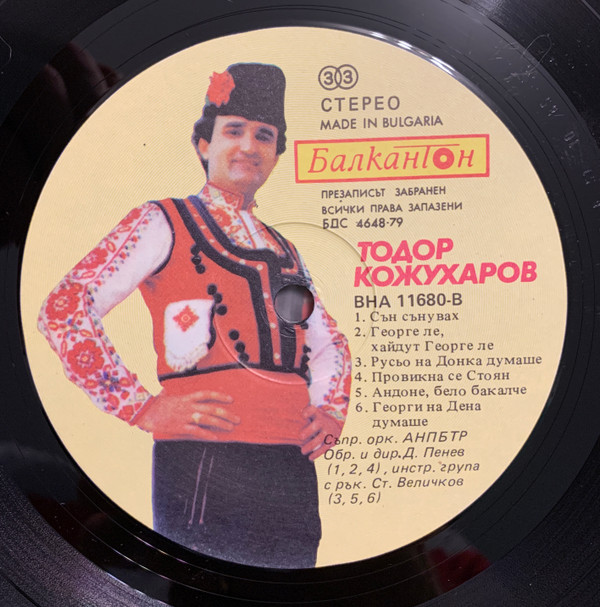 33
СТЕРЕО
MADE IN BULGARIA
Балкантон
ПРЕЗАПИСЪТ ЗАБРАНЕН
ВСИЧКИ ПРАВА ЗАПАЗЕНИ
БДС 4648-79
ТОДОР
КОЖУХАРОВ
ВНА 11680-В
1. Сън сънувах
2. Георге ле,
хайдут Георге ле
3. Русьо на Донка думаше
4. Провикна се Стоян
5. Андоне, бело бакалче
6. Георги на Дена
думаше
Съпр. орк. АНПБТР
Обр. и дир. Д. Пенев
(1, 2, 4), инстр. група
с рък. Ст. Величков
(3, 5, 6)